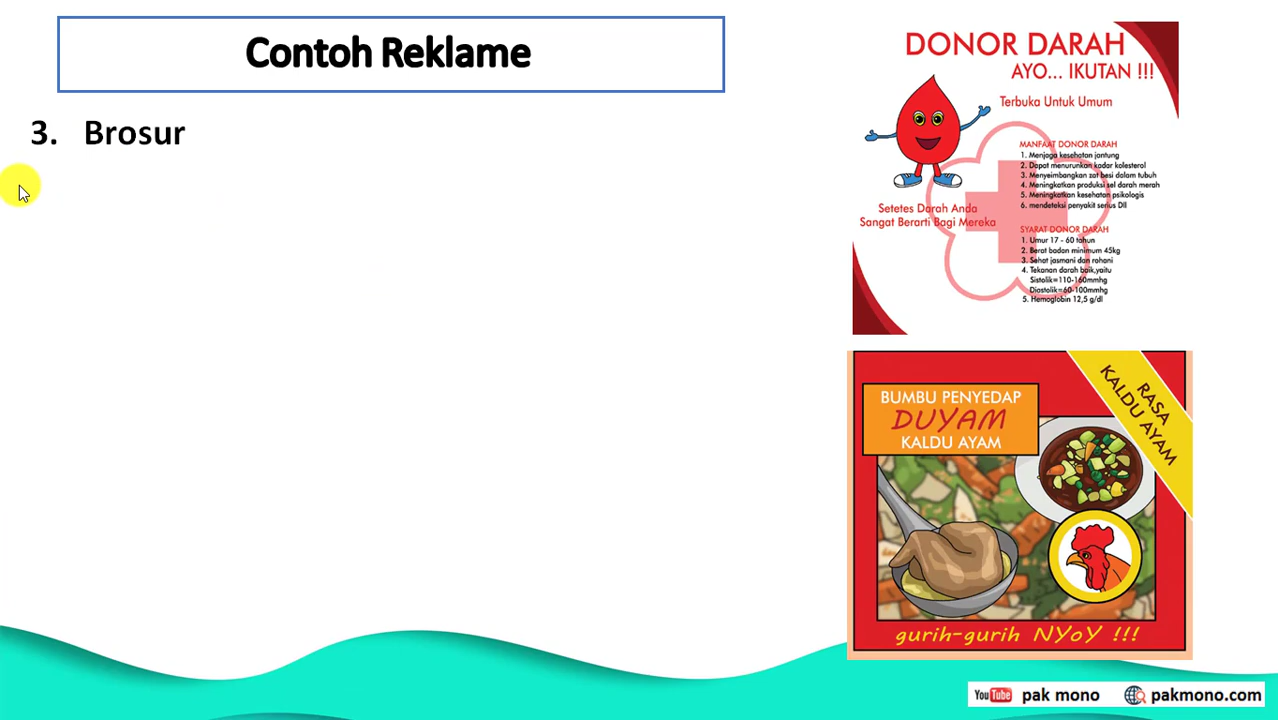 Contoh Reklame
3. Brosur
DONOR DARAH
AYO... IKUTAN !!!
Terbuka Untuk Umum
MANFAAT DONOR DARAH
1. Menjaga kesehatan jantung
2. Dapat menurunkan kadar kolesterol
3. Menyeimbangkan zat besi dalam tubuh
4. Meningkatkan produksi sel darah merah
5. Meningkatkan kesehatan psikologis
6. mendeteksi penyakit serius Dll
Setetes Darah Anda
Sangat Berarti Bagi Mereka
SYARAT DONOR DARAH
1. Umur 17 - 60 tahun
2. Berat badan minimum 45kg
3. Sehat jasmani dan rohani
4. Tekanan darah baik,yaitu
Sistolik=110-160mmhg
Diastolik=60-100mmhg
5. Hemoglobin 12,5 g/dl
BUMBU PENYEDAP
DUYAM
KALDU AYAM
RASA
KALDU AYAM
gurih-gurih NYoY !!!
YouTube pak mono pakmono.com